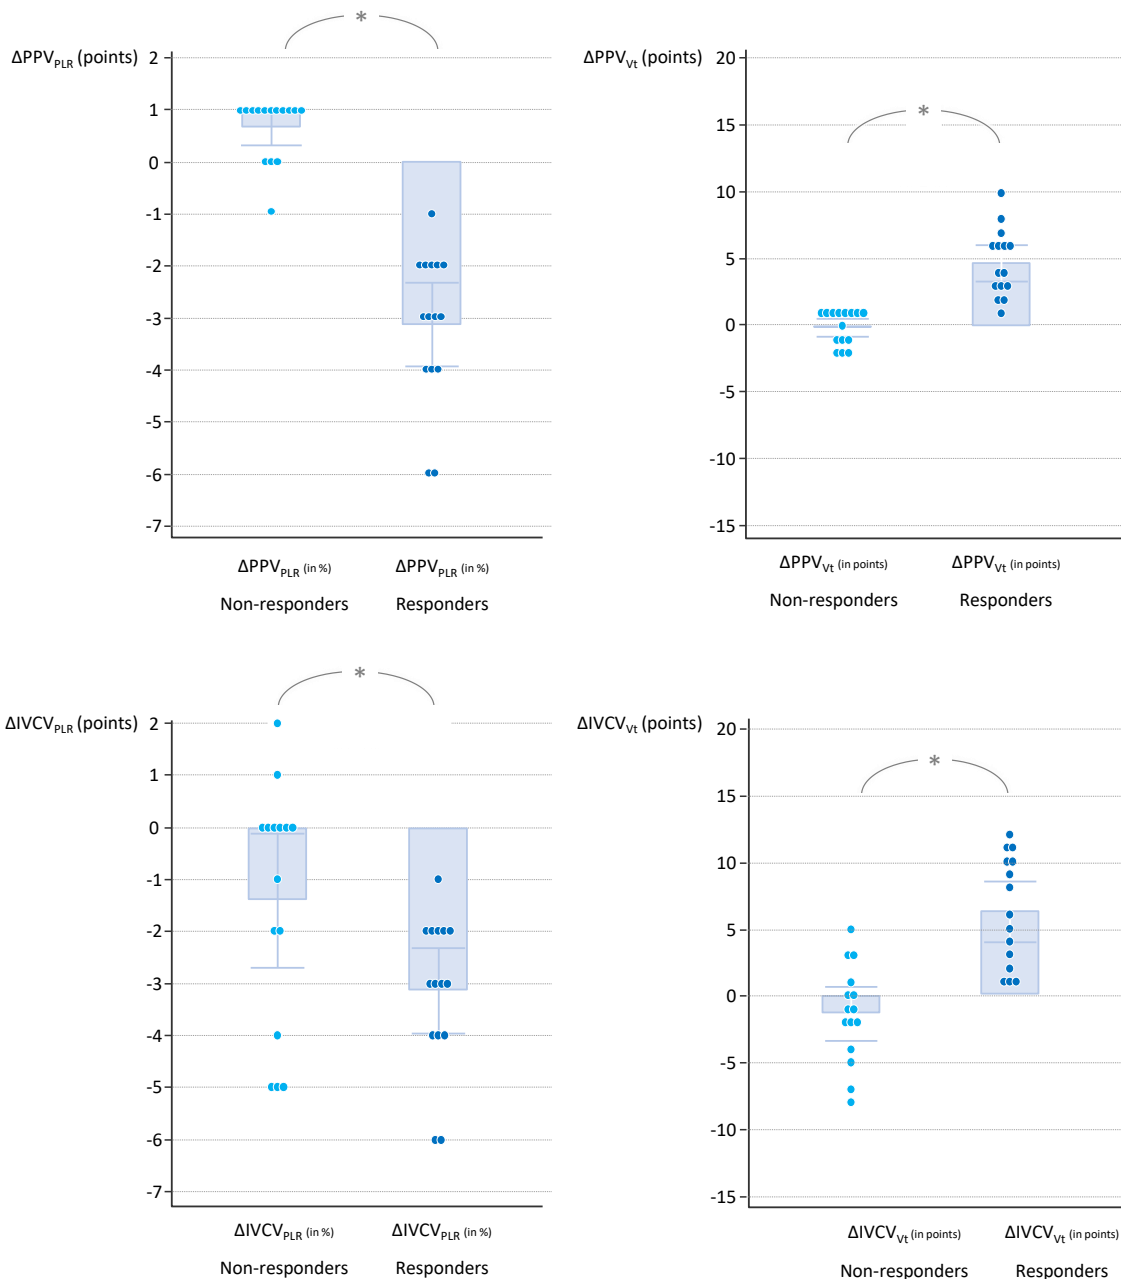 *
ΔPPVPLR (points)
2
1
0
-1
-2
-3
-4
-5
-6
-7
ΔPPVPLR (in %)
ΔPPVPLR (in %)
Non-responders
Responders
ΔPPVVt (points)
20
15
10
5
0
-5
-10
-15
*
ΔPPVVt (in points)
ΔPPVVt (in points)
Non-responders
Responders
*
ΔIVCVPLR (points)
2
1
0
-1
-2
-3
-4
-5
-6
-7
ΔIVCVPLR (in %)
ΔIVCVPLR (in %)
Non-responders
Responders
ΔIVCVVt (points)
20
15
10
5
0
-5
-10
-15
*
ΔIVCVVt (in points)
ΔIVCVVt (in points)
Non-responders
Responders